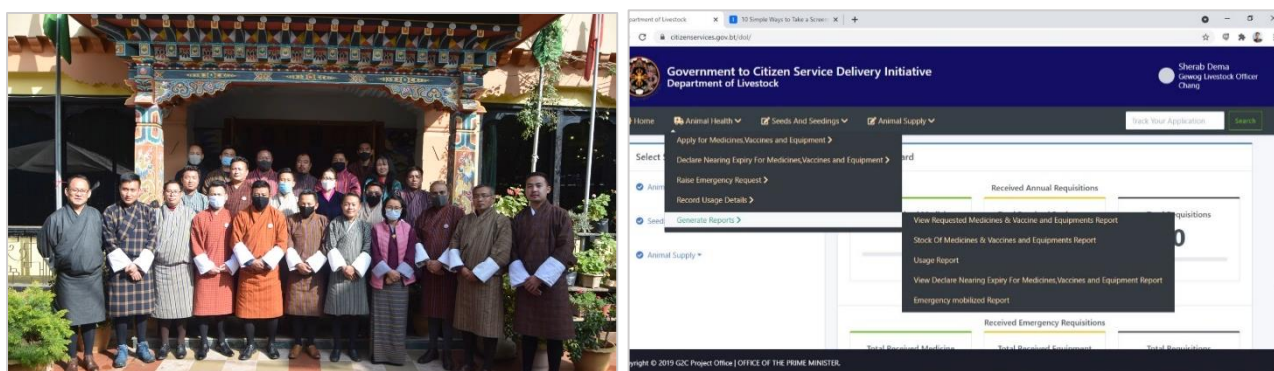 partment of Livestock
10 Simple Ways to Take a Screen
citizenservices.gov.bt/dol/
Government to Citizen Service Delivery Initiative
Department of Livestock
Sherab Dema
Gewog Livestock Officer
Chang
Home
Animal Health
Seeds And Seedings
Animal Supply
Track Your Application
Search
Select
Apply for Medicines,Vaccines and Equipment
Declare Nearing Expiry For Medicines,Vaccines and Equipment
Raise Emergency Request
Record Usage Details
Generate Reports
Anim
Seed
Animal Supply
ard
Received Annual Requisitions
quisitions
0
View Requested Medicines & Vaccine and Equipments Report
Stock Of Medicines & Vaccines and Equipments Report
Usage Report
View Declare Nearing Expiry For Medicines,Vaccines and Equipment Report
Emergency mobilized Report
Received Emergency Requisitions
Total Received Medicine
Total Received Equipment
Total Requisitions
yright © 2019 G2C Project Office | OFFICE OF THE PRIME MINISTER.